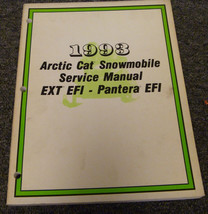 1993
Arctic Cat Snowmobile
Service Manual
EXT EFI - Pantera EFI